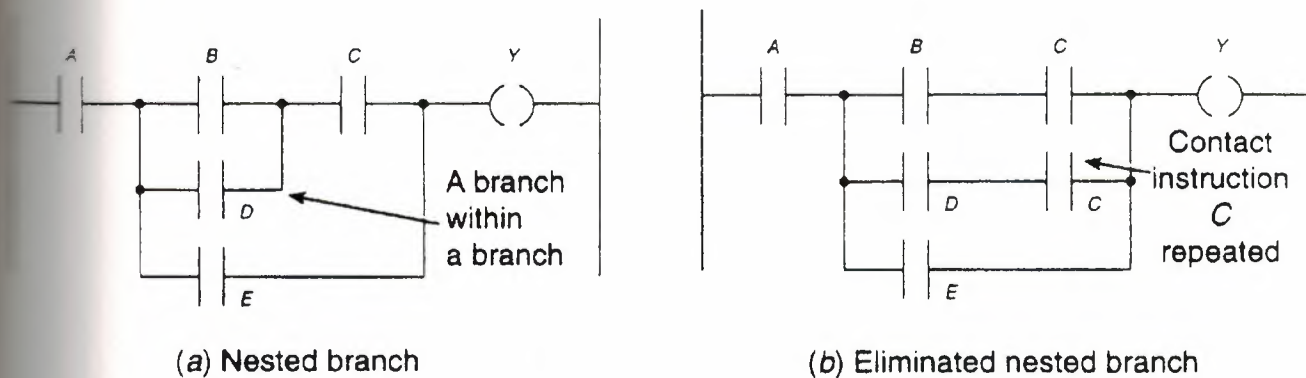 A
B
C
Y
D
E
A branch
within
a branch
(a) Nested branch
A
B
C
Y
D
C
E
Contact
instruction
C
repeated
(b) Eliminated nested branch